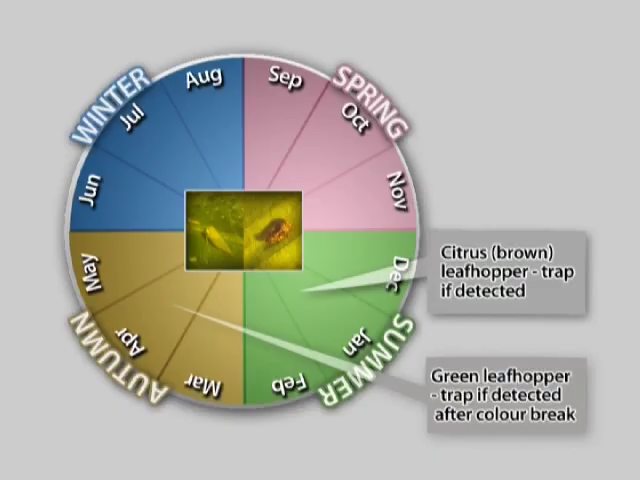 WINTER
SPRING
SUMMER
AUTUMN
Aug
Sep
Oct
Nov
Dec
Jan
Feb
Mar
Apr
May
Jun
Jul
Citrus (brown)
leafhopper - trap
if detected
Green leafhopper
- trap if detected
after colour break